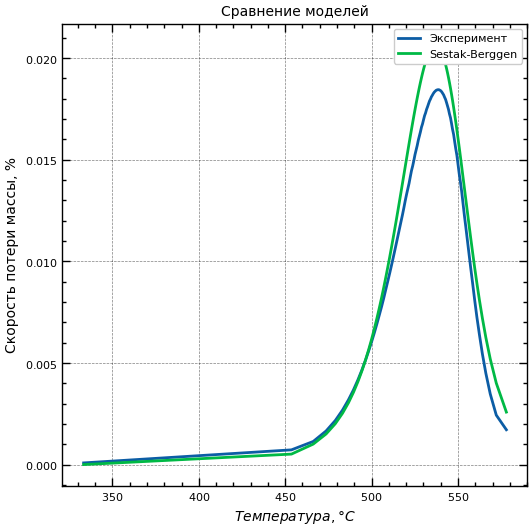 Сравнение моделей
Эксперимент
Sestak-Berggen
Скорость потери массы, %
0.020
0.015
0.010
0.005
0.000
350 400 450 500 550
Температура, °C